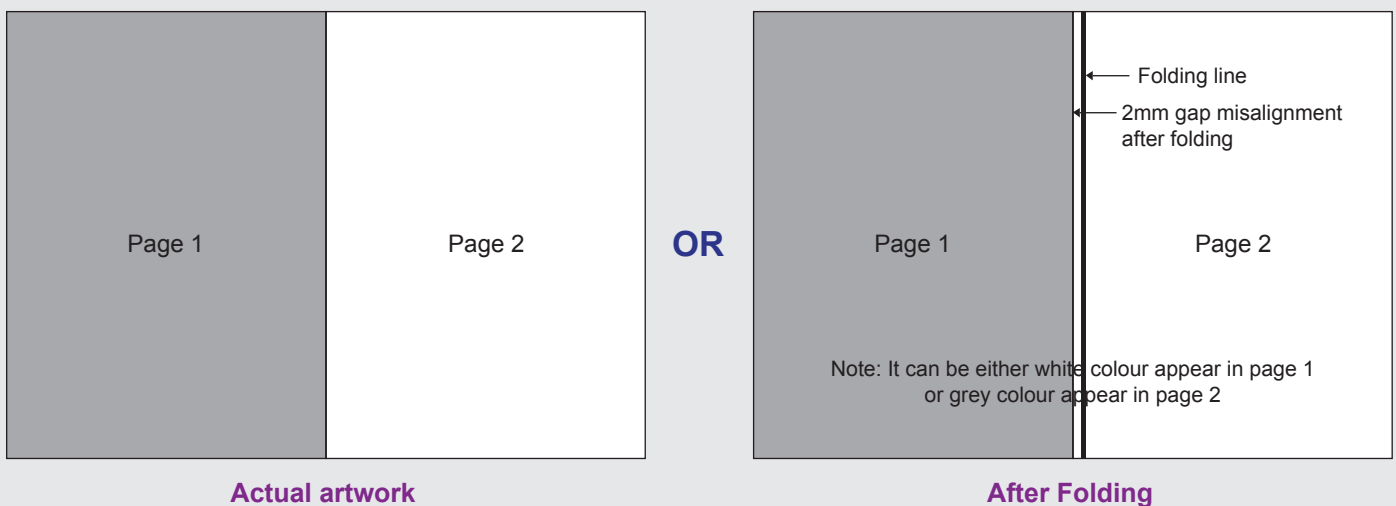 Page 1
Page 2
Actual artwork
OR
Folding line
2mm gap misalignment
after folding
Page 1
Page 2
Note: It can be either white colour appear in page 1
or grey colour appear in page 2
After Folding